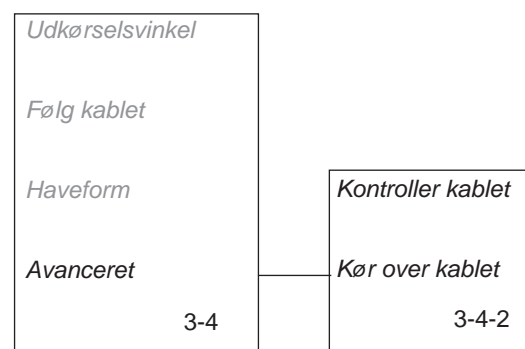 Udkørselsvinkel
Følg kablet
Haveform
Avanceret
3-4
Kontroller kablet
Kør over kablet
3-4-2